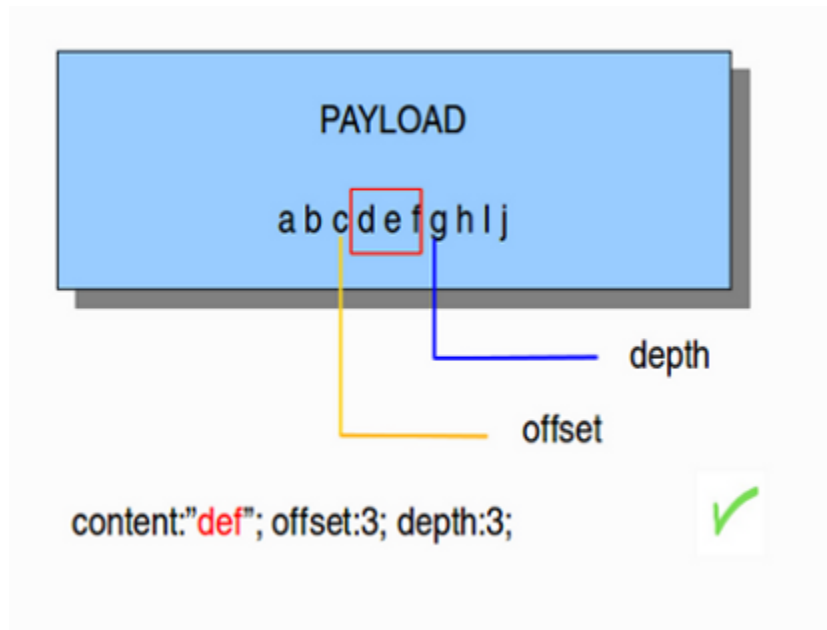 PAYLOAD
a b c d e f g h I j
depth
offset
content:”def”; offset:3; depth:3;